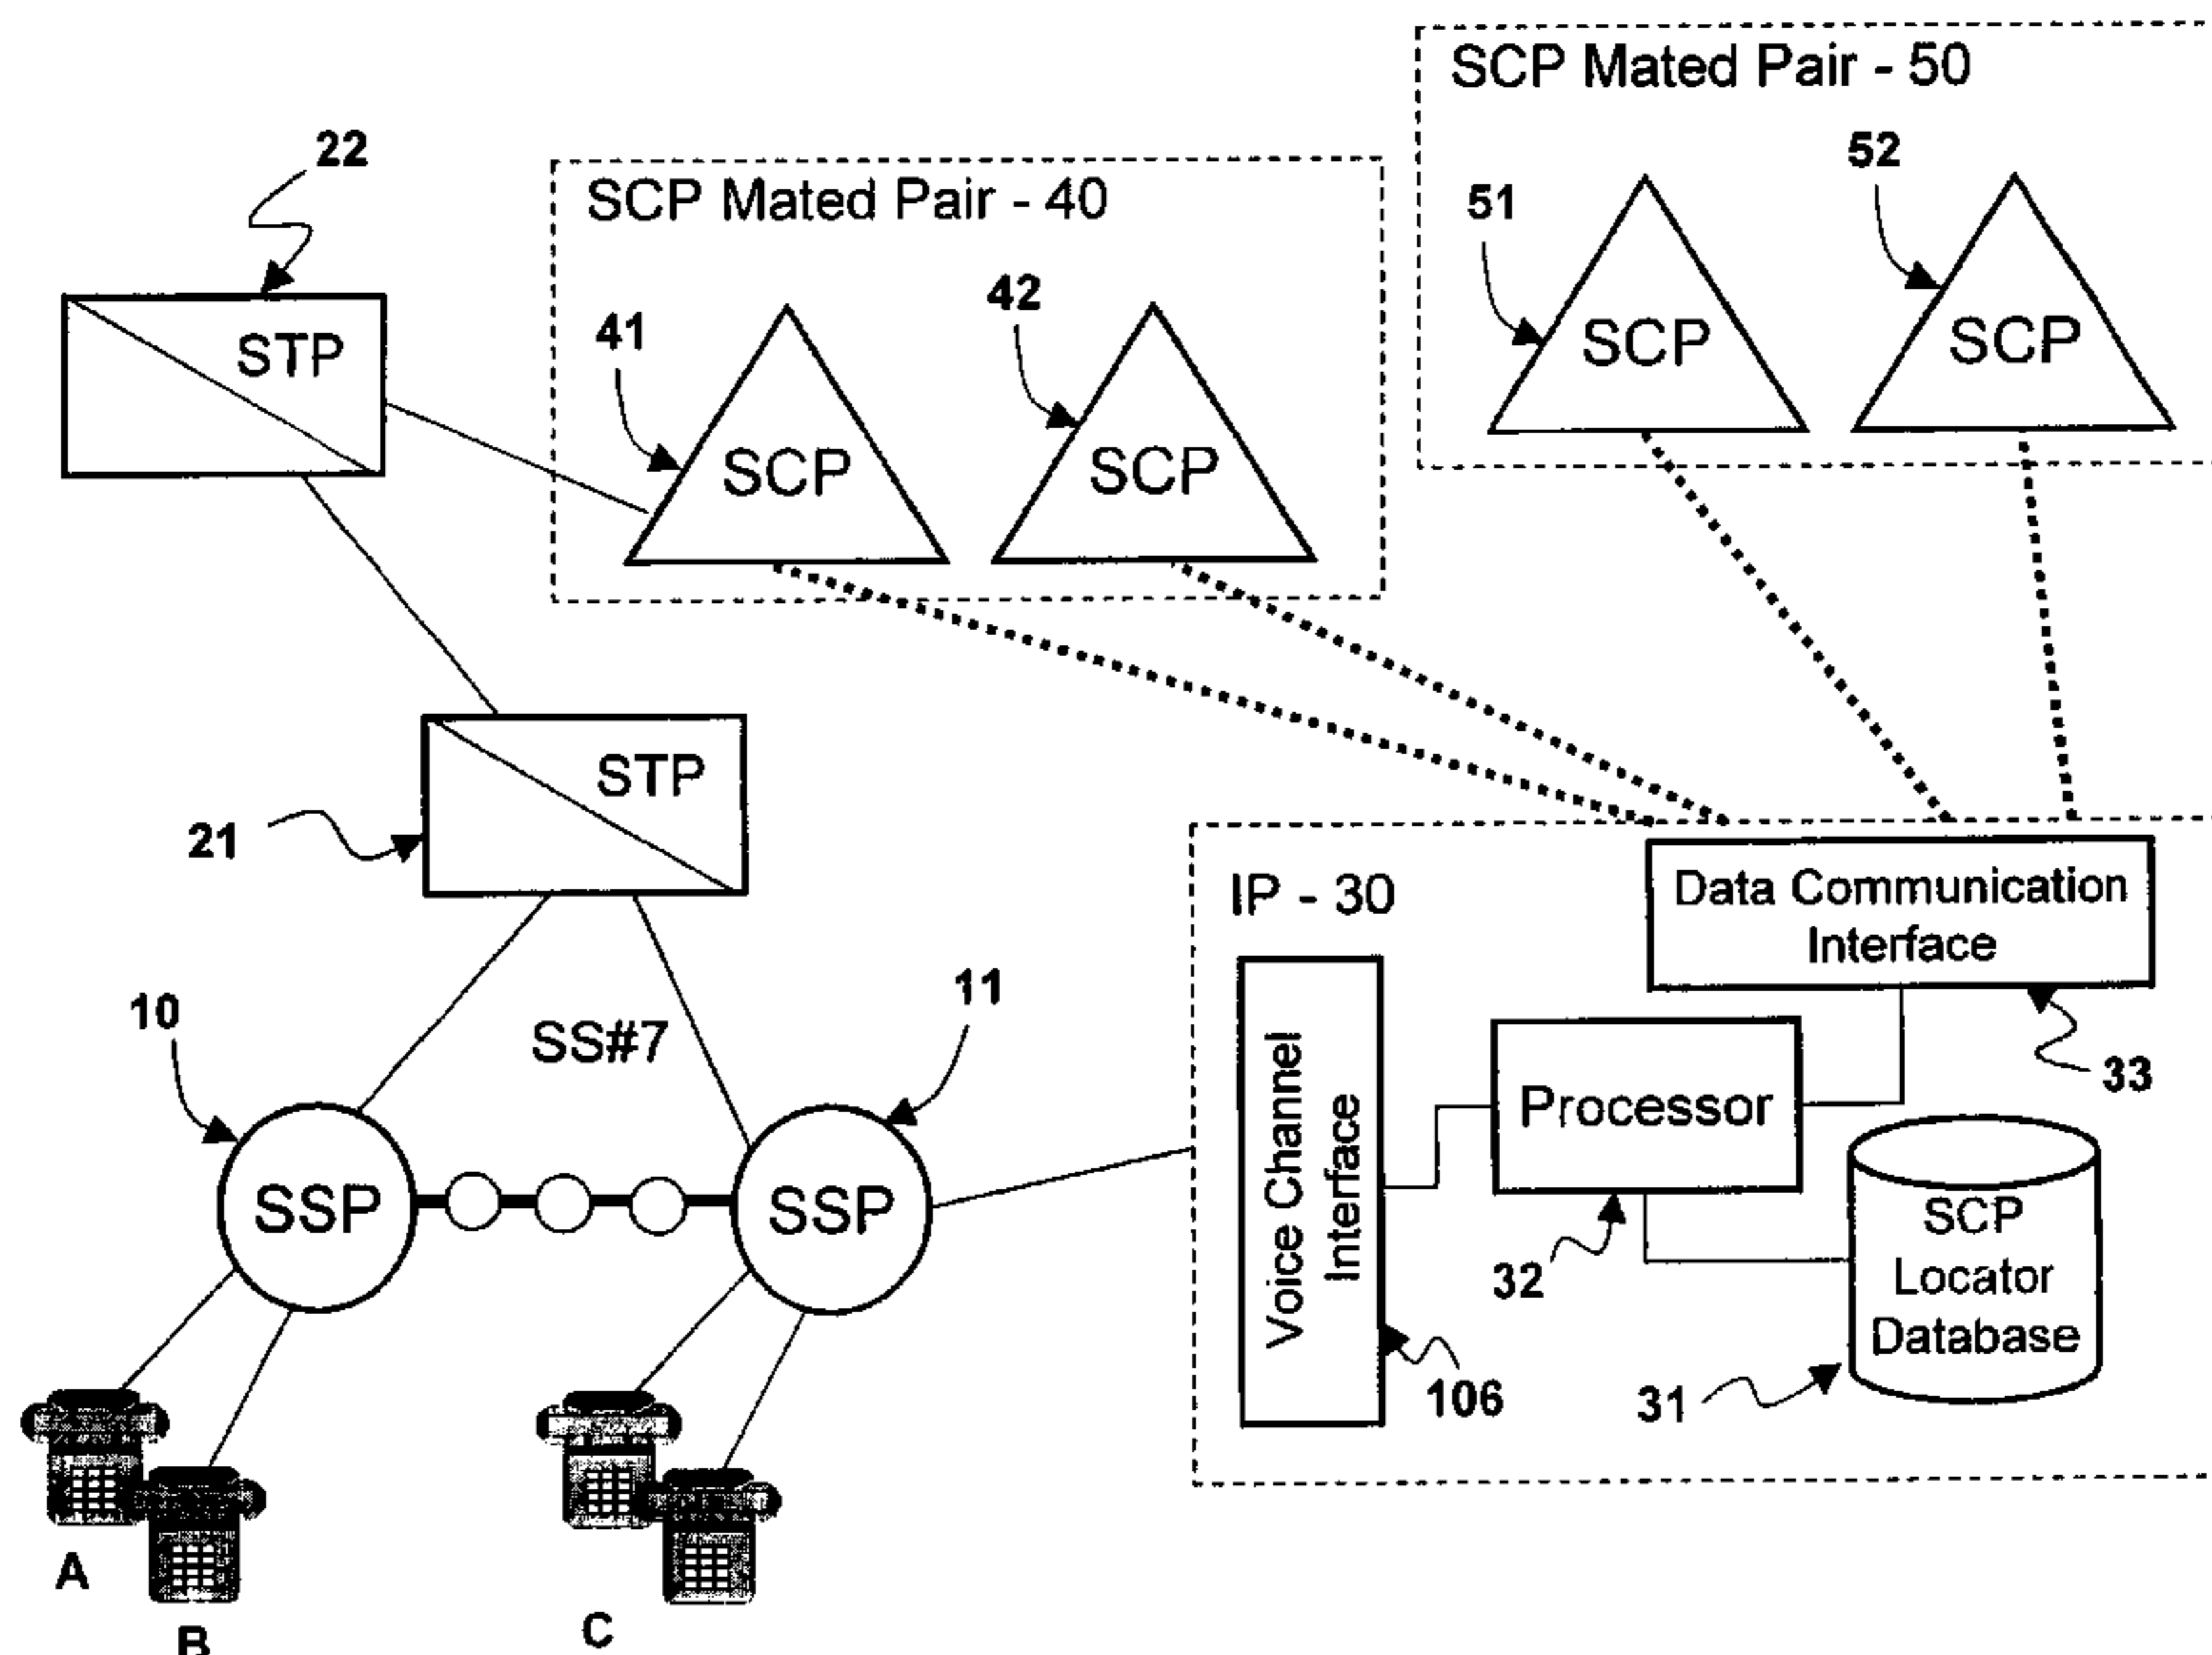 SCP Mated Pair - 50
22
52
SCP Mated Pair - 40
51
42
41
STP
SCP
SCP
SCP
SCP
STP
21
Data Communication
Interface
IP - 30
11
10
SS#7
33
Voice Channel
Interface
Processor
SSP
SSP
SCP
Locator
Database
32
106
31
A
B
C